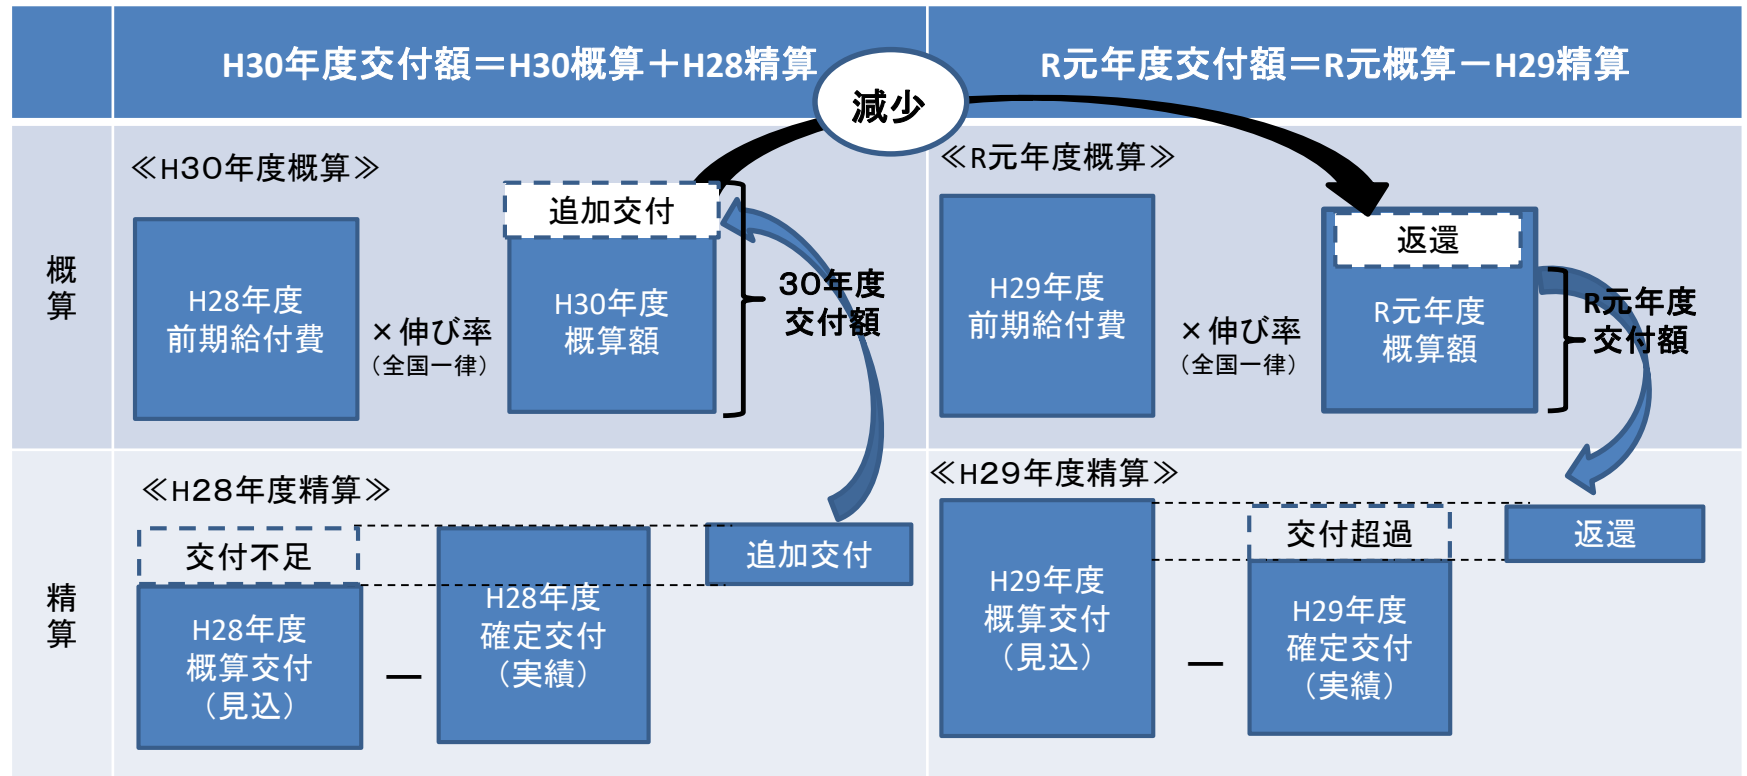 H30年度交付額＝H30概算＋H28精算
R元年度交付額＝R元概算－H29精算
減少
概
算
≪H30年度概算≫
H28年度
前期給付費
×伸び率
（全国一律）
追加交付
H30年度
概算額
30年度
交付額
≪R元年度概算≫
H29年度
前期給付費
×伸び率
（全国一律）
返還
R元年度
概算額
R元年度
交付額
精
算
≪H28年度精算≫
交付不足
H28年度
概算交付
（見込）
－
H28年度
確定交付
（実績）
追加交付
≪H29年度精算≫
H29年度
概算交付
（見込）
－
交付超過
H29年度
確定交付
（実績）
返還